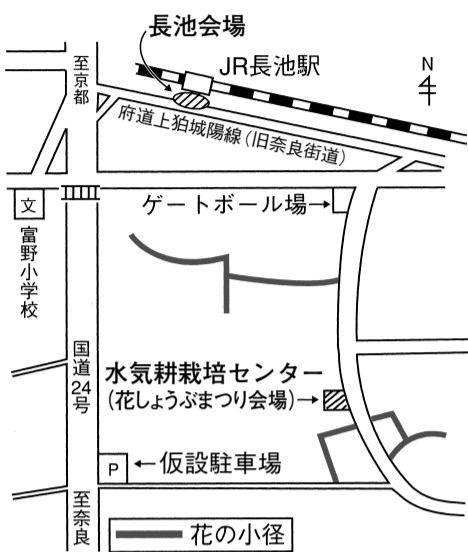 長池会場
JR長池駅
N
至京都
府道上狛城陽線(旧奈良街道)
文
富野小学校
ゲートボール場→
国道24号
水気耕栽培センター
(花しょうぶまつり会場)→
P
←仮設駐車場
至奈良
花の小径